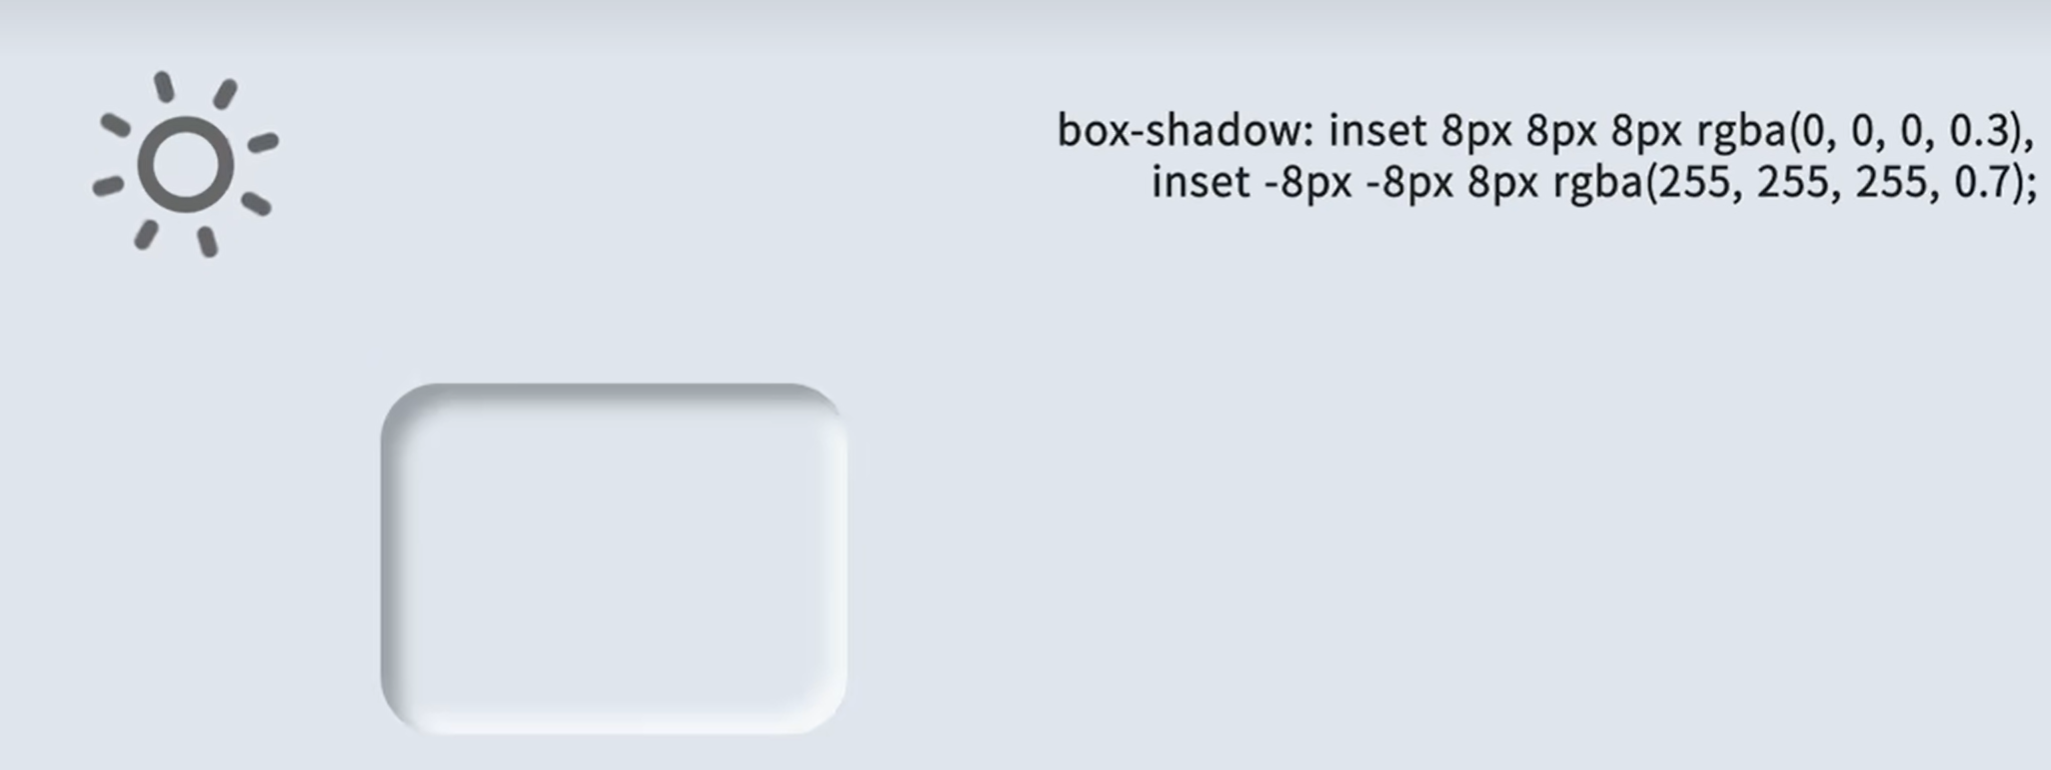 box-shadow: inset 8px 8px 8px rgba(0, 0, 0, 0.3),
inset -8px -8px 8px rgba(255, 255, 255, 0.7);